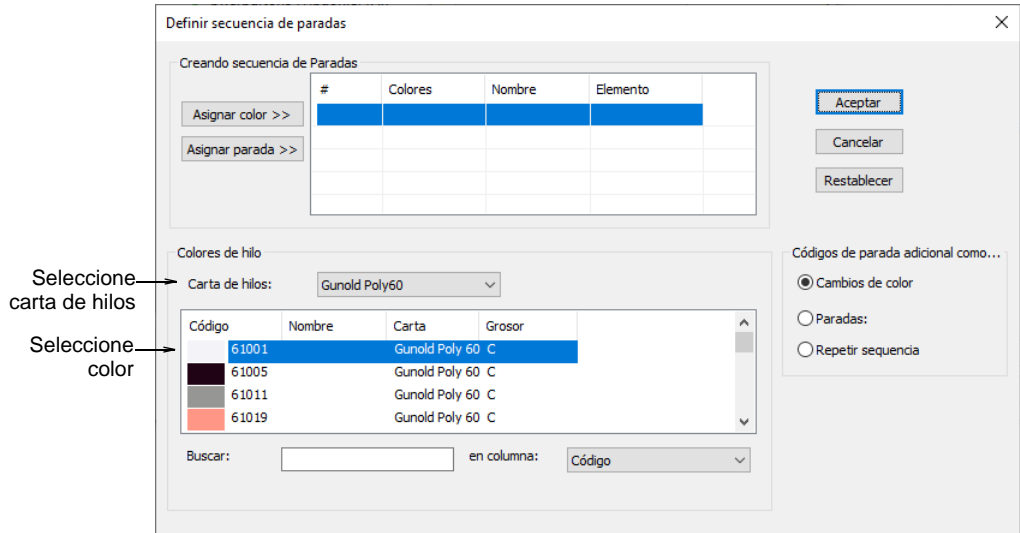 Definir secuencia de paradas
Creando secuencia de Paradas
# Colores Nombre Elemento
Asignar color >>
Asignar parada >>
Aceptar
Cancelar
Restablecer
Colores de hilo
Seleccione
carta de hilos
Carta de hilos: Gunold Poly60
Códigos de parada adicional como...
Cambios de color
Paradas:
Repetir sequencia
Seleccione
color
Código Nombre Carta Grosor
61001 Gunold Poly 60 C
61005 Gunold Poly 60 C
61011 Gunold Poly 60 C
61019 Gunold Poly 60 C
Buscar: en columna: Código